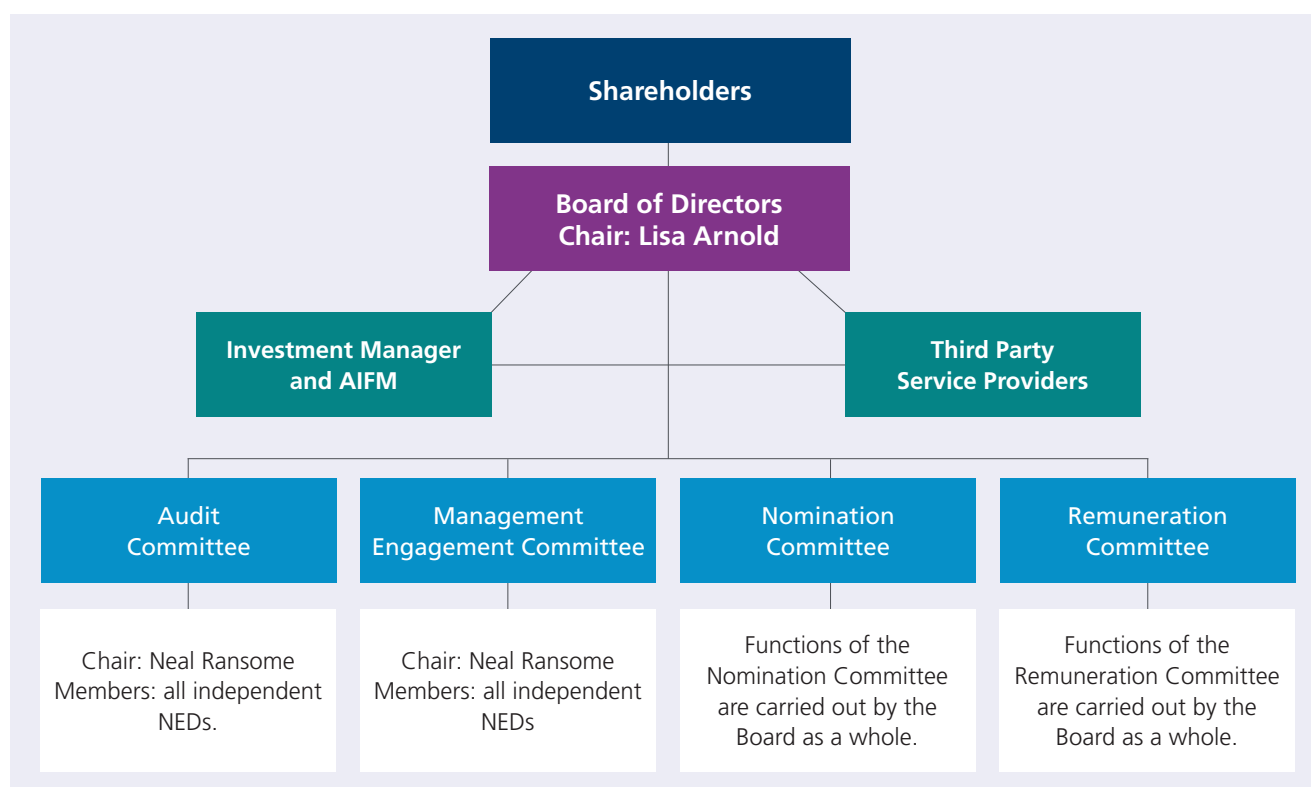 Shareholders
Board of Directors
Chair: Lisa Arnold
Investment Manager
and AIFM
Third Party
Service Providers
Audit
Committee
Management
Engagement Committee
Nomination
Committee
Remuneration
Committee
Chair: Neal Ransome
Members: all independent
NEDs.
Chair: Neal Ransome
Members: all independent
NEDs
Functions of the
Nomination Committee
are carried out by the
Board as a whole.
Functions of the
Remuneration Committee
are carried out by the
Board as a whole.